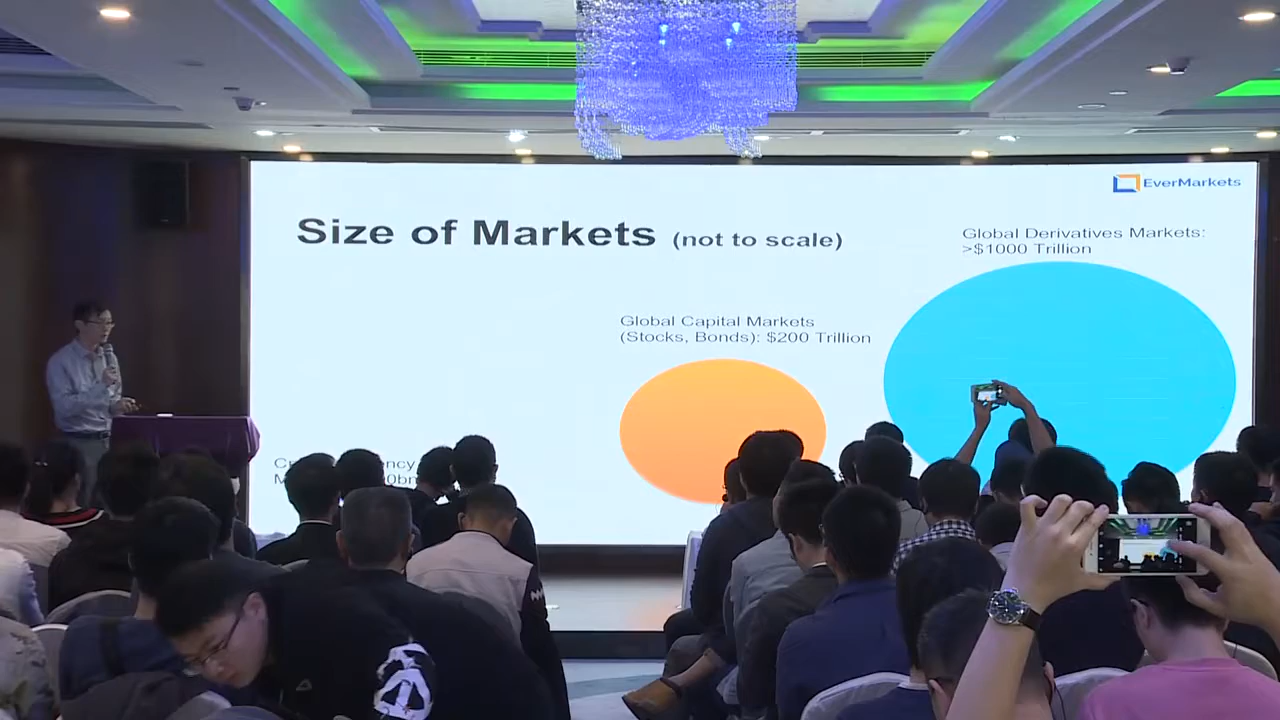 EverMarkets
Size of Markets (not to scale)
Global Derivatives Markets:
>$1000 Trillion
Global Capital Markets
(Stocks, Bonds): $200 Trillion